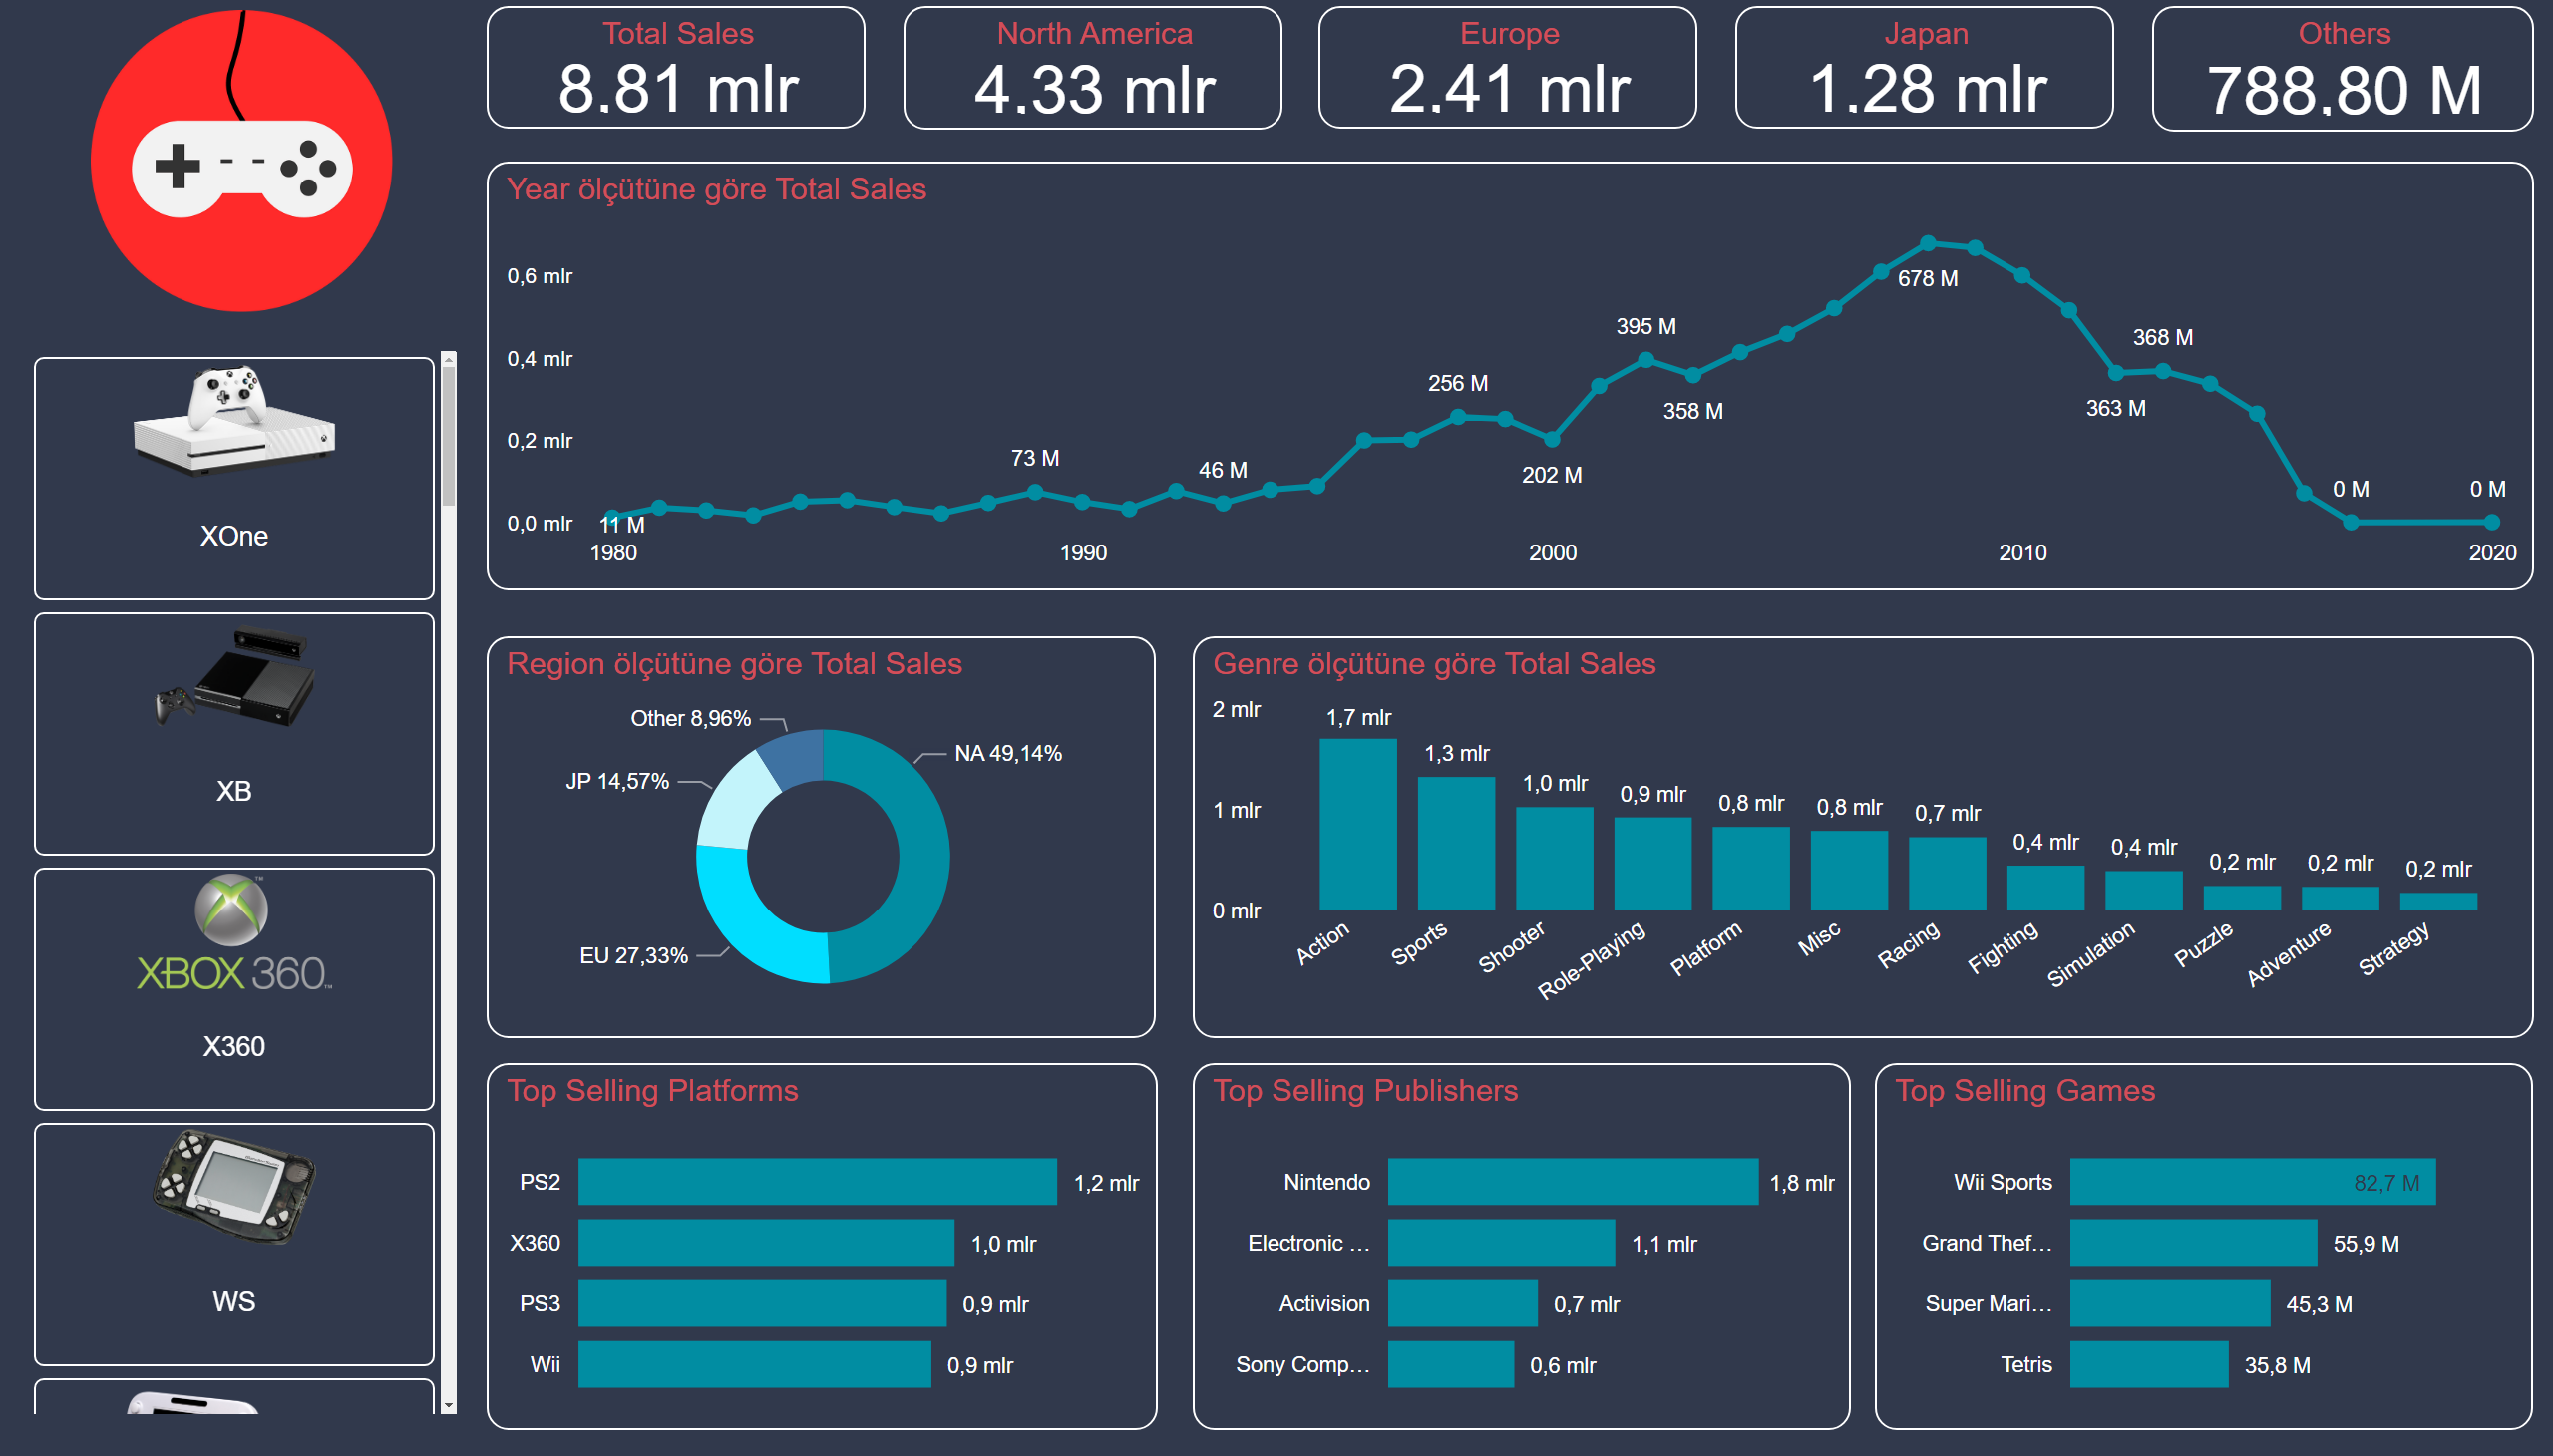 Total Sales
8.81 mlr
North America
4.33 mlr
Europe
2.41 mlr
Japan
1.28 mlr
Others
788.80 M
XOne
XB
XBOX 360
X360
WS
Year ölçütüne göre Total Sales
0,6 mlr
0,4 mlr
0,2 mlr
0,0 mlr
11 M
73 M
46 M
256 M
202 M
395 M
358 M
678 M
363 M
368 M
0 M
0 M
1980
1990
2000
2010
2020
Region ölçütüne göre Total Sales
Other 8,96%
NA 49,14%
JP 14,57%
EU 27,33%
Genre ölçütüne göre Total Sales
2 mlr
1 mlr
0 mlr
1,7 mlr
1,3 mlr
1,0 mlr
0,9 mlr
0,8 mlr
0,8 mlr
0,7 mlr
0,4 mlr
0,4 mlr
0,2 mlr
0,2 mlr
0,2 mlr
Action
Sports
Shooter
Role-Playing
Platform
Misc
Racing
Fighting
Simulation
Puzzle
Adventure
Strategy
Top Selling Platforms
PS2 1,2 mlr
X360 1,0 mlr
PS3 0,9 mlr
Wii 0,9 mlr
Top Selling Publishers
Nintendo 1,8 mlr
Electronic ... 1,1 mlr
Activision 0,7 mlr
Sony Comp... 0,6 mlr
Top Selling Games
Wii Sports 82,7 M
Grand Thef... 55,9 M
Super Mari... 45,3 M
Tetris 35,8 M